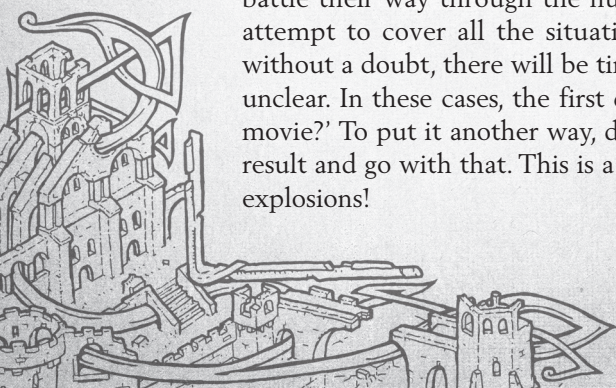 battle their way through the
attempt to cover all the
without a doubt, there will be
unclear. In these cases, the first
movie?’ To put it another way,
result and go with that. This is a
explosions!